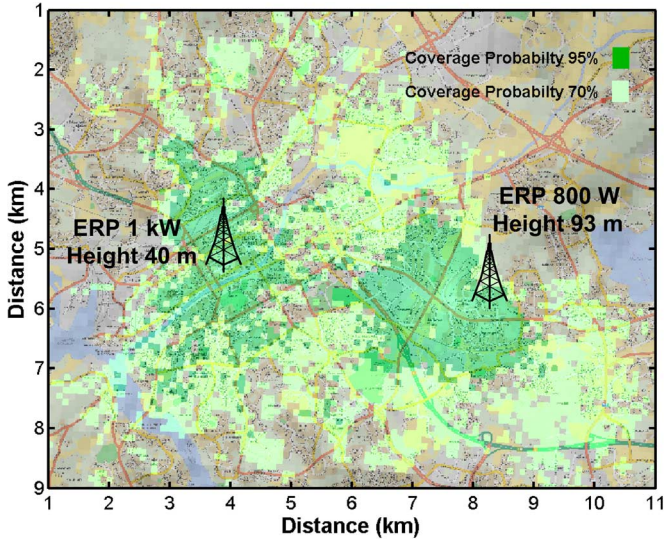 1
2
3
4
5
6
7
8
9
Distance (km)
Coverage Probabilty 95%
Coverage Probabilty 70%
ERP 1 kW
Height 40 m
ERP 800 W
Height 93 m
1 2 3 4 5 6 7 8 9 10 11
Distance (km)